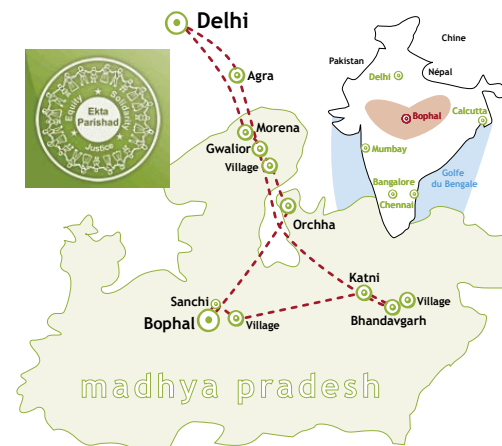 Delhi
Agra
Morena
Gwalior
Village
Orchha
Katni
Village
Bhandavgarh
Sanchi
Bophal
Village
madhya pradesh
Equity
Solidarity
Justice
Ekta
Parishad
Chine
Pakistan
Népal
Delhi
Bophal
Calcutta
Mumbay
Golfe
du Bengale
Bangalore
Chennai